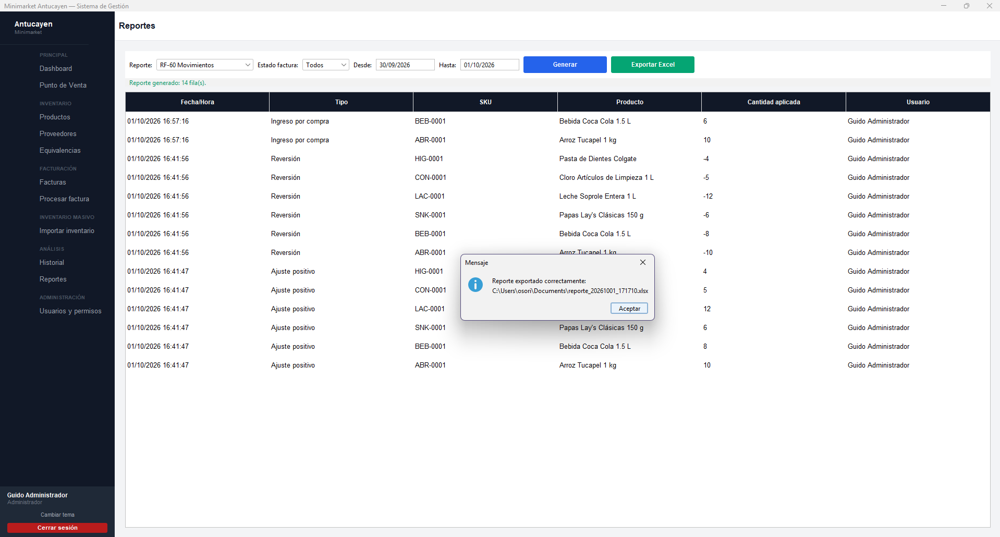 Minimarket Antucayen — Sistema de Gestión
Antucayen
Minimarket
PRINCIPAL
Dashboard
Punto de Venta
INVENTARIO
Productos
Proveedores
Equivalencias
FACTURACIÓN
Facturas
Procesar factura
INVENTARIO MASIVO
Importar inventario
ANÁLISIS
Historial
Reportes
ADMINISTRACIÓN
Usuarios y permisos
Guido Administrador
Administrador
Cambiar tema
Cerrar sesión
Reportes
Reporte: RF-60 Movimientos Estado factura: Todos Desde: 30/09/2026 Hasta: 01/10/2026 Generar Exportar Excel
Reporte generado: 14 fila(s).
Fecha/Hora Tipo SKU Producto Cantidad aplicada Usuario
01/10/2026 16:57:16 Ingreso por compra BEB-0001 Bebida Coca Cola 1.5 L 6 Guido Administrador
01/10/2026 16:57:16 Ingreso por compra ABR-0001 Arroz Tucapel 1 kg 10 Guido Administrador
01/10/2026 16:41:56 Reversión HIG-0001 Pasta de Dientes Colgate -4 Guido Administrador
01/10/2026 16:41:56 Reversión CON-0001 Cloro Artículos de Limpieza 1 L -5 Guido Administrador
01/10/2026 16:41:56 Reversión LAC-0001 Leche Soprole Entera 1 L -12 Guido Administrador
01/10/2026 16:41:56 Reversión SNK-0001 Papas Lay's Clásicas 150 g -6 Guido Administrador
01/10/2026 16:41:56 Reversión BEB-0001 Bebida Coca Cola 1.5 L -8 Guido Administrador
01/10/2026 16:41:56 Reversión ABR-0001 Arroz Tucapel 1 kg -10 Guido Administrador
01/10/2026 16:41:47 Ajuste positivo HIG-0001 4 Guido Administrador
01/10/2026 16:41:47 Ajuste positivo CON-0001 5 Guido Administrador
01/10/2026 16:41:47 Ajuste positivo LAC-0001 12 Guido Administrador
01/10/2026 16:41:47 Ajuste positivo SNK-0001 Papas Lay's Clásicas 150 g 6 Guido Administrador
01/10/2026 16:41:47 Ajuste positivo BEB-0001 Bebida Coca Cola 1.5 L 8 Guido Administrador
01/10/2026 16:41:47 Ajuste positivo ABR-0001 Arroz Tucapel 1 kg 10 Guido Administrador
Mensaje
Reporte exportado correctamente:
C:\Users\osori\Documents\reporte_20261001_171710.xlsx
Aceptar